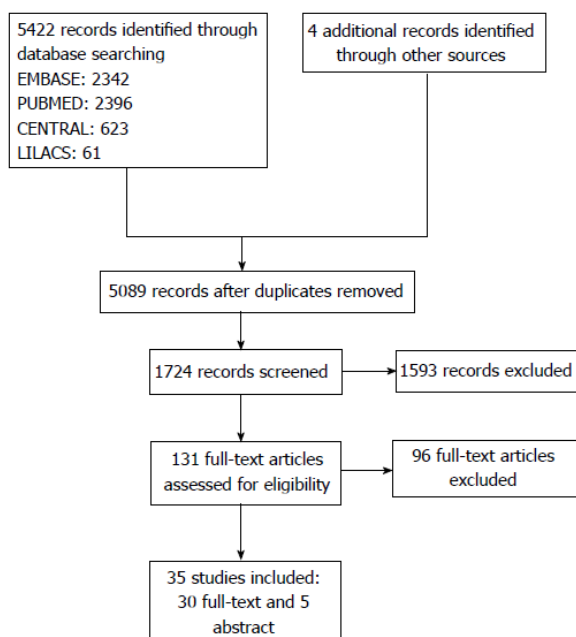 5422 records identified through
database searching
EMBASE: 2342
PUBMED: 2396
CENTRAL: 623
LILACS: 61
4 additional records identified
through other sources
5089 records after duplicates removed
1724 records screened
1593 records excluded
131 full-text articles
assessed for eligibility
96 full-text articles
excluded
35 studies included:
30 full-text and 5
abstract